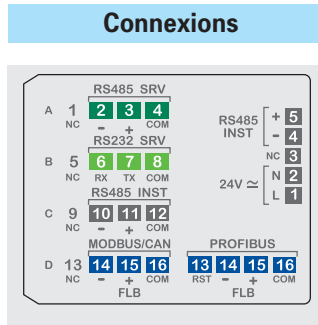 Connexions
RS485 SRV
A 1 2 3 4
NC - + COM
RS232 SRV
B 5 6 7 8
NC RX TX COM
RS485 INST
C 9 10 11 12
NC - + COM
MODBUS/CAN
D 13 14 15 16
NC - + COM
FLB
RS485 INST
+ 5
- 4
NC 3
24V ≃
N 2
L 1
PROFIBUS
13 14 15 16
RST - + COM
FLB